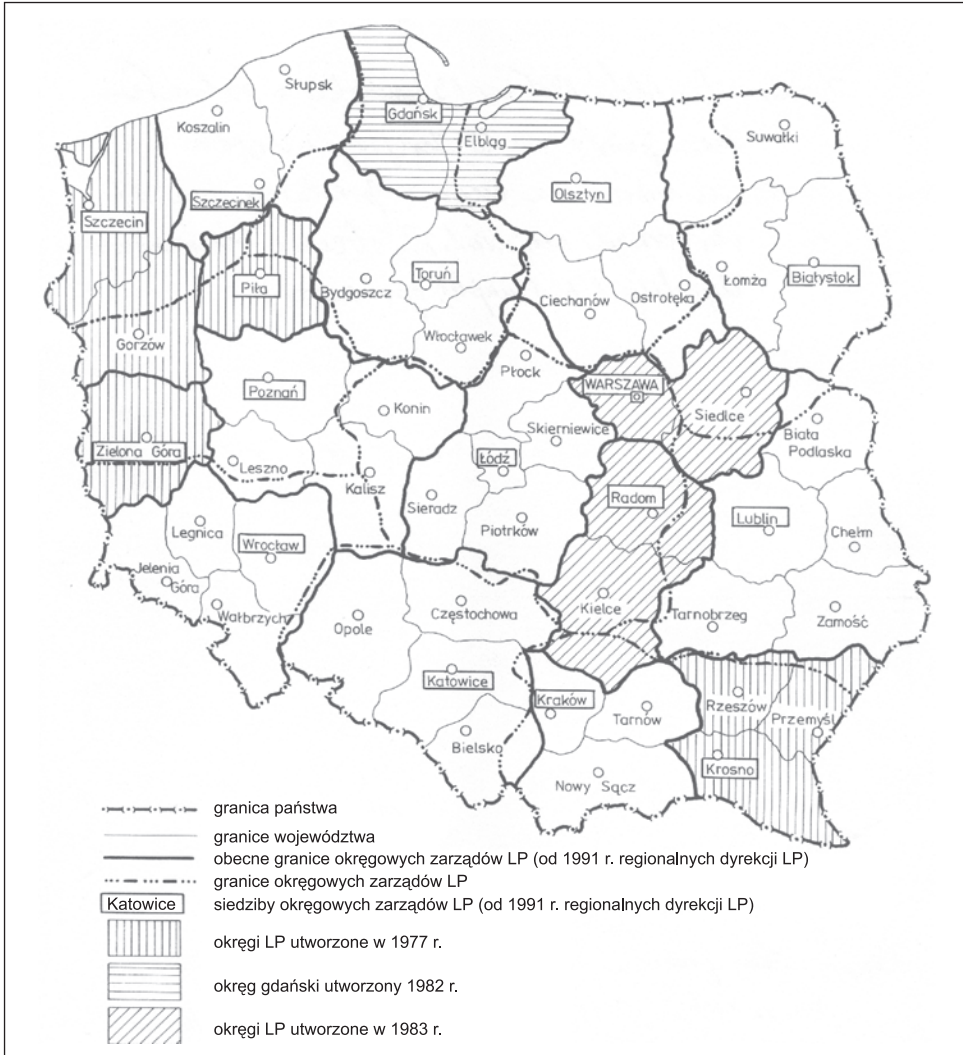 Słupsk
Koszalin
Gdańsk
Elbląg
Suwałki
Szczecinek
Olsztyn
Szczecin
Piła
Bydgoszcz
Toruń
Łomża
Białystok
Ciechanów
Ostrołęka
Gorzów
Włocławek
Płock
Poznań
WARSZAWA
Siedlce
Konin
Skierniewice
Biała
Podlaska
Zielona Góra
Leszno
Łódź
Kalisz
Sieradz
Radom
Piotrków
Lublin
Chełm
Legnica
Wrocław
Jelenia
Góra
Wałbrzych
Kielce
Opole
Częstochowa
Tarnobrzeg
Zamość
Katowice
Kraków
Tarnów
Rzeszów
Przemyśl
Bielsko
Krosno
Nowy Sącz
granica państwa
granice województwa
obecne granice okręgowych zarządów LP (od 1991 r. regionalnych dyrekcji LP)
granice okręgowych zarządów LP
Katowice siedziby okręgowych zarządów LP (od 1991 r. regionalnych dyrekcji LP)
okręgi LP utworzone w 1977 r.
okręg gdański utworzony 1982 r.
okręgi LP utworzone w 1983 r.